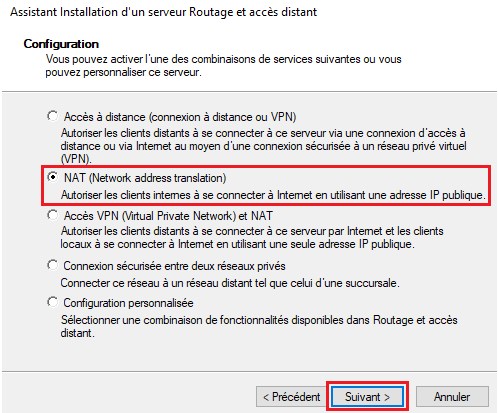 Assistant Installation d'un serveur Routage et accès distant
Configuration
Vous pouvez activer l'une des combinaisons de services suivantes ou vous
pouvez personnaliser ce serveur.
Accès à distance (connexion à distance ou VPN)
Autoriser les clients distants à se connecter à ce serveur via une connexion d'accès à
distance ou via Internet au moyen d'une connexion sécurisée à un réseau privé virtuel
(VPN).
NAT (Network address translation)
Autoriser les clients internes à se connecter à Internet en utilisant une adresse IP publique.
Accès VPN (Virtual Private Network) et NAT
Autoriser les clients distants à se connecter à ce serveur par Internet et les clients
locaux à se connecter à Internet en utilisant une seule adresse IP publique.
Connexion sécurisée entre deux réseaux privés
Connecter ce réseau à un réseau distant tel que celui d'une succursale.
Configuration personnalisée
Sélectionner une combinaison de fonctionnalités disponibles dans Routage et accès
distant.
< Précédent Suivant > Annuler